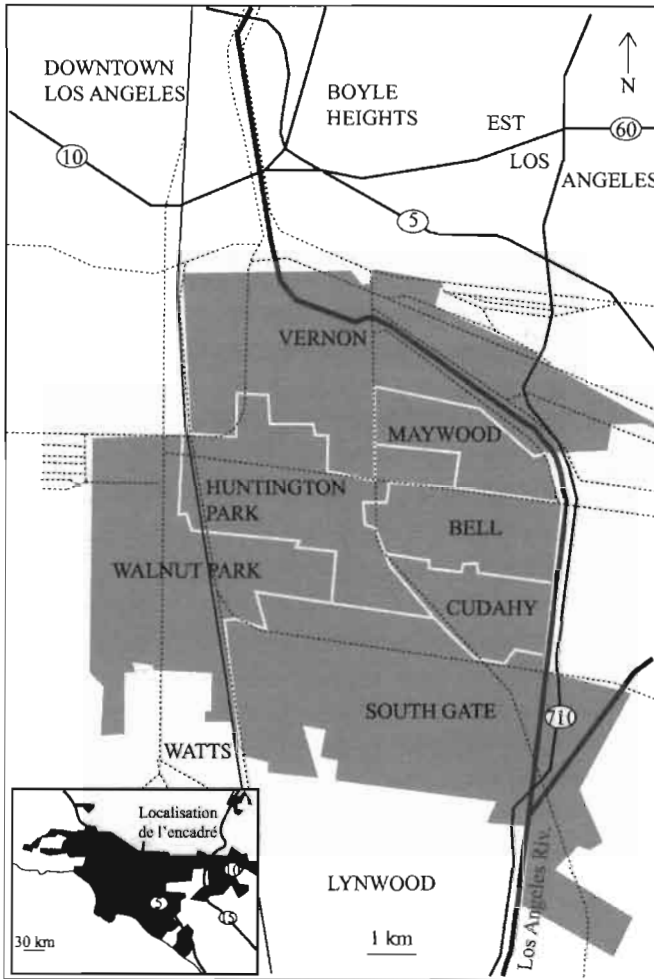 DOWNTOWN
LOS ANGELES
BOYLE
HEIGHTS
N
EST
LOS
ANGELES
60
10
5
VERNON
MAYWOOD
HUNTINGTON
PARK
BELL
WALNUT PARK
CUDAHY
SOUTH GATE
710
WATTS
Localisation
de l'encadré
10
5
15
30 km
LYNWOOD
1 km
Los Angeles Riv.